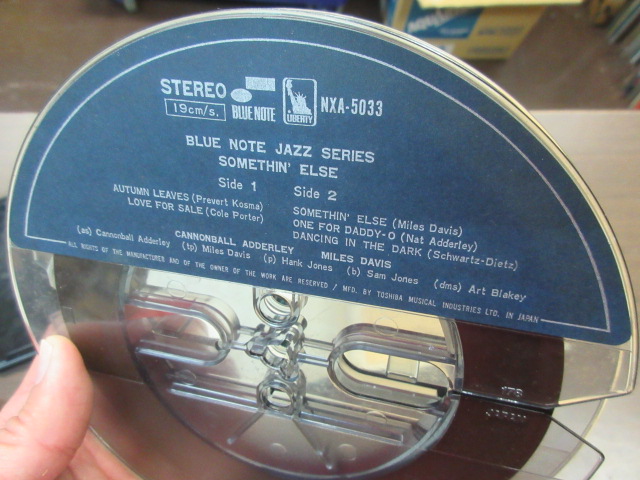 STEREO
19cm/s.
BLUE NOTE
LIBERTY
NXA-5033
BLUE NOTE JAZZ SERIES
SOMETHIN' ELSE
Side 1
AUTUMN LEAVES (Prevert Kosma)
LOVE FOR SALE (Cole Porter)
Side 2
SOMETHIN' ELSE (Miles Davis)
ONE FOR DADDY-O (Nat Adderley)
DANCING IN THE DARK (Schwartz-Dietz)
CANNONBALL ADDERLEY MILES DAVIS
(as) Cannonball Adderley (tp) Miles Davis (p) Hank Jones (b) Sam Jones (dms) Art Blakey
ALL RIGHTS OF THE MANUFACTURER AND OF THE OWNER OF THE WORK ARE RESERVED / MFD. BY TOSHIBA MUSICAL INDUSTRIES LTD. IN JAPAN
JAPAN